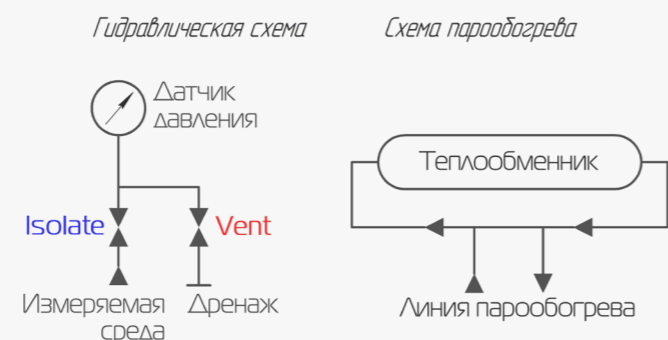 Гидравлическая схема
Схема парообогрева
Датчик
давления
Теплообменник
Isolate
Vent
Измеряемая
среда
Дренаж
Линия парообогрева